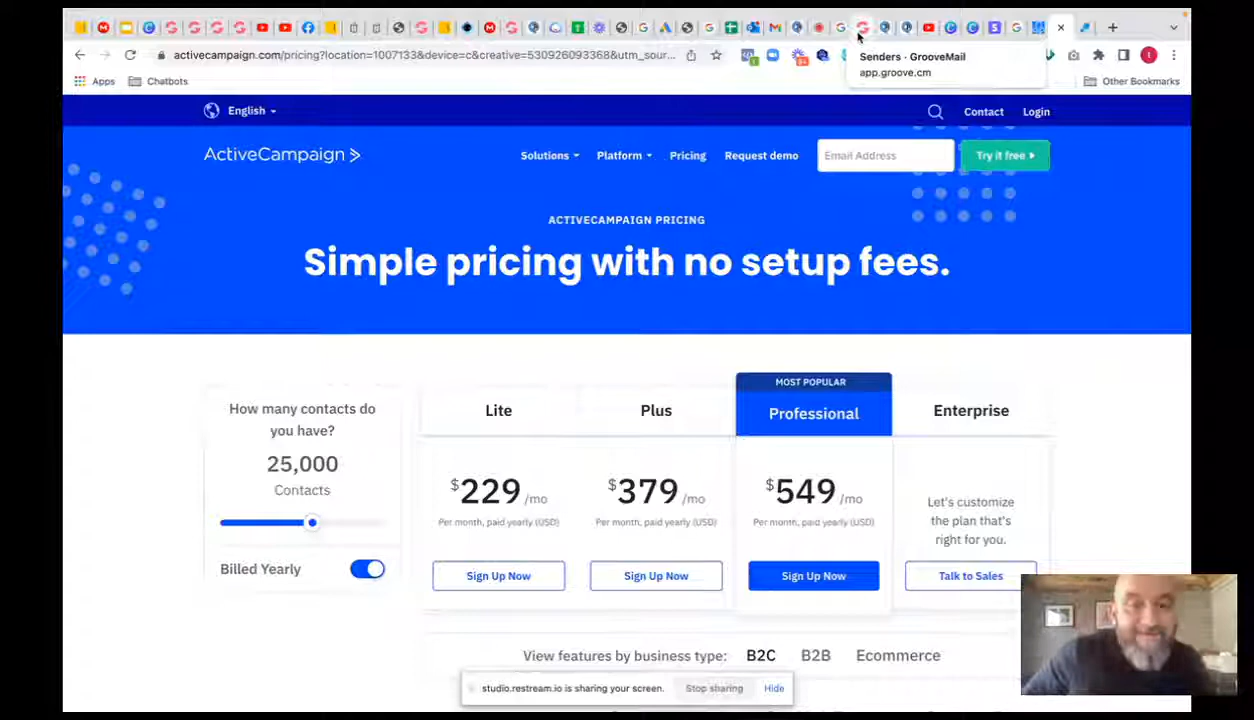 activecampaign.com/pricing?location=1007133&device=c&creative=530926093368&utm_sour...
Senders · GrooveMail
app.groove.cm
Apps
Chatbots
Other Bookmarks
English
Contact
Login
ActiveCampaign >
Solutions
Platform
Pricing
Request demo
Email Address
Try it free
ACTIVECAMPAIGN PRICING
Simple pricing with no setup fees.
How many contacts do
you have?
25,000
Contacts
Billed Yearly
MOST POPULAR
Lite
Plus
Professional
Enterprise
$229 /mo
Per month, paid yearly (USD)
Sign Up Now
$379 /mo
Per month, paid yearly (USD)
Sign Up Now
$549 /mo
Per month, paid yearly (USD)
Sign Up Now
Let's customize
the plan that's
right for you.
Talk to Sales
View features by business type: B2C B2B Ecommerce
studio.restream.io is sharing your screen. Stop sharing Hide